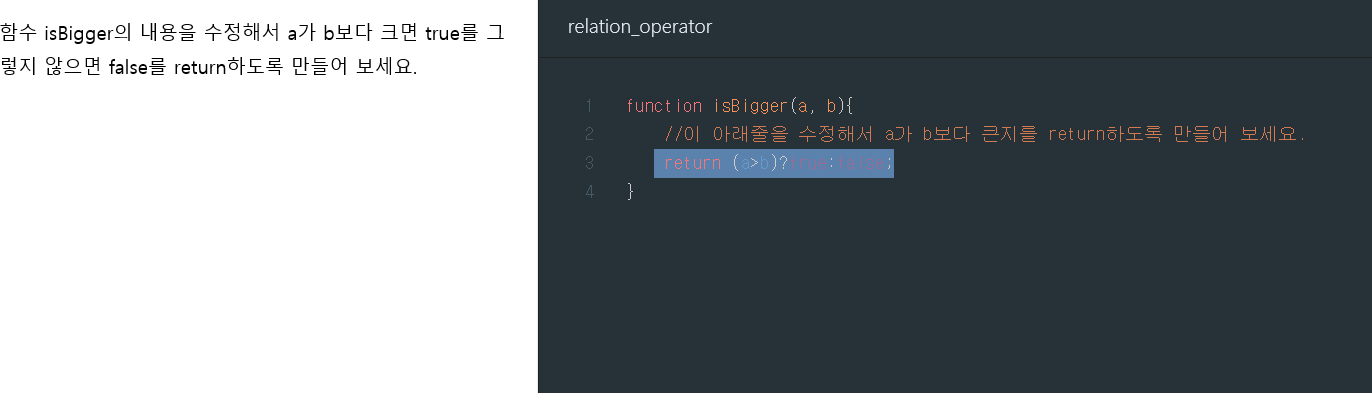 함수 isBigger의 내용을 수정해서 a가 b보다 크면 true를 그
렇지 않으면 false를 return하도록 만들어 보세요.
relation_operator
1 function isBigger(a, b){
2 //이 아래줄을 수정해서 a가 b보다 큰지를 return하도록 만들어 보세요.
3 return (a>b)?true:false;
4 }